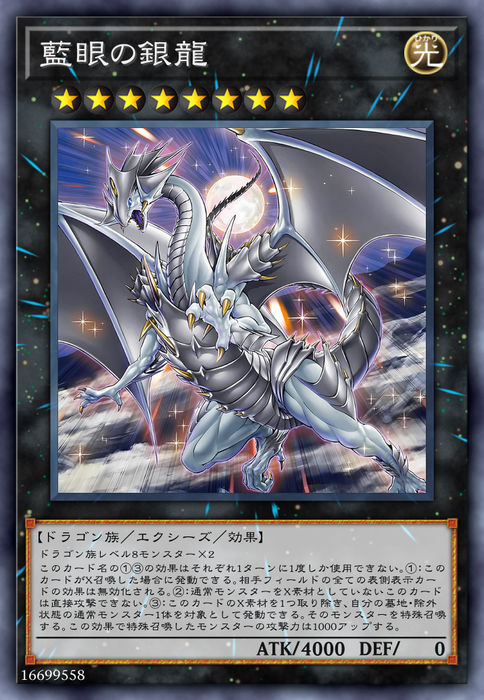 藍眼の銀龍
光
ひかり
【ドラゴン族/エクシーズ/効果】
ドラゴン族レベル8モンスター×2
このカード名の①③の効果はそれぞれ1ターンに1度しか使用できない。①:この
カードがX召喚した場合に発動できる。相手フィールドの全ての表側表示カー
ドの効果は無効化される。②:通常モンスターをX素材としていないこのカード
は直接攻撃できない。③:このカードのX素材を1つ取り除き、自分の墓地・除外
状態の通常モンスター1体を対象として発動できる。そのモンスターを特殊召喚
する。この効果で特殊召喚したモンスターの攻撃力は1000アップする。
ATK/4000 DEF/ 0
16699558